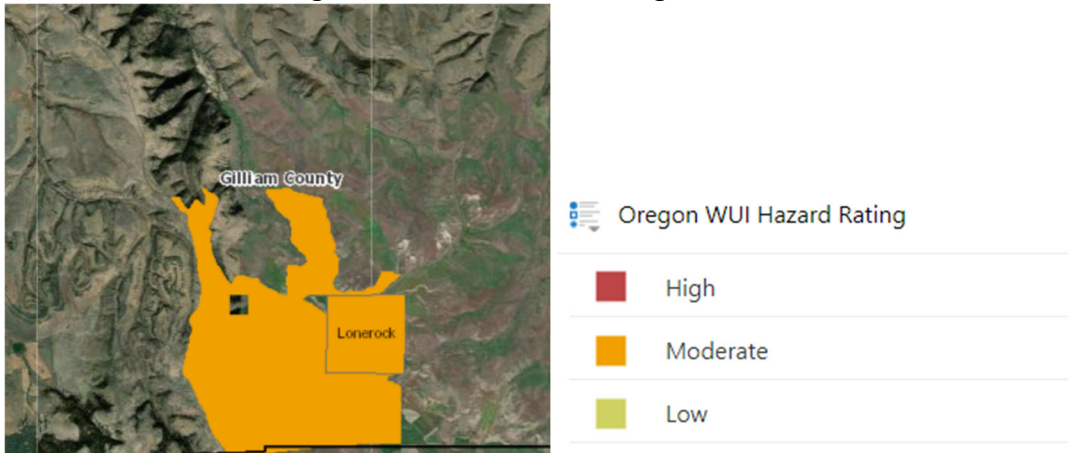 Gilliam County
Lonerock
Oregon WUI Hazard Rating
High
Moderate
Low